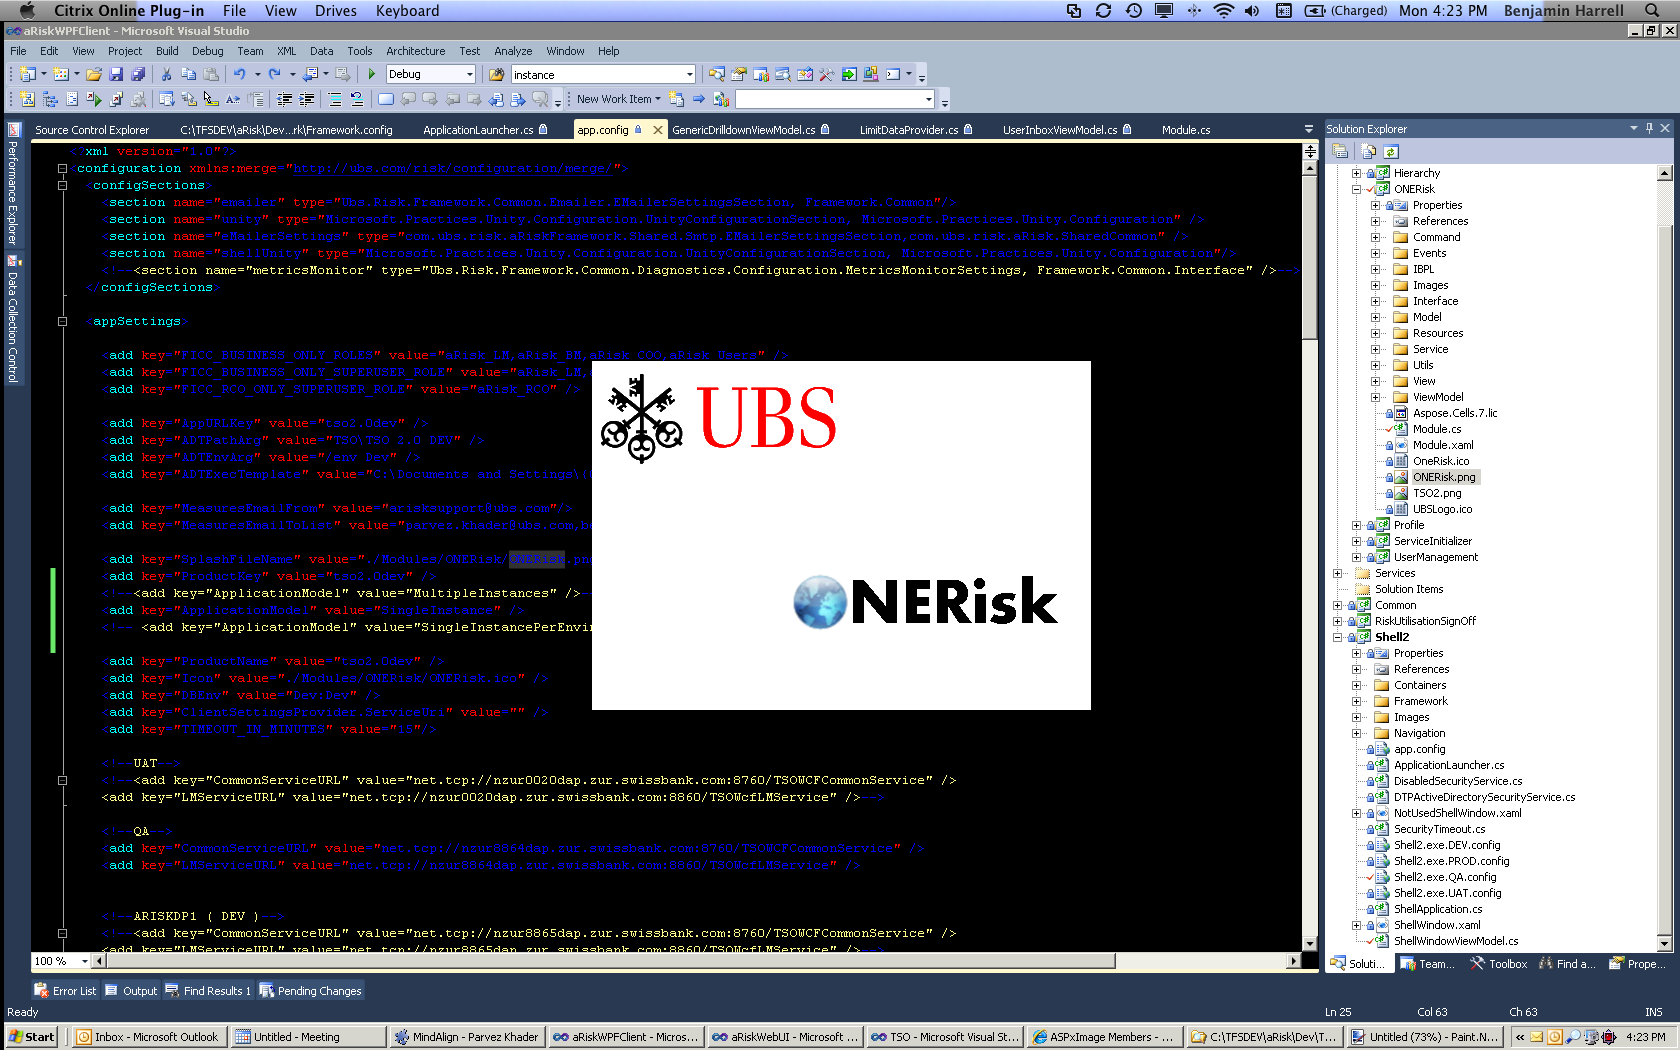 Citrix Online Plug-in File View Drives Keyboard (Charged) Mon 4:23 PM Benjamin Harrell
aRiskWPFClient - Microsoft Visual Studio
File Edit View Project Build Debug Team XML Data Tools Architecture Test Analyze Window Help
Debug instance
New Work Item
Source Control Explorer C:\TFSDEV\aRisk\Dev...rk\Framework.config ApplicationLauncher.cs app.config GenericDrilldownViewModel.cs LimitDataProvider.cs UserInboxViewModel.cs Module.cs
Performance Explorer
Data Collection Control
<?xml version="1.0"?>
<configuration xmlns:merge="http://ubs.com/risk/configuration/merge/">
<configSections>
<section name="emailer" type="Ubs.Risk.Framework.Common.Emailer.EMailerSettingsSection, Framework.Common"/>
<section name="unity" type="Microsoft.Practices.Unity.Configuration.UnityConfigurationSection, Microsoft.Practices.Unity.Configuration" />
<section name="eMailerSettings" type="com.ubs.risk.aRiskFramework.Shared.Smtp.EMailerSettingsSection,com.ubs.risk.aRisk.SharedCommon" />
<section name="shellUnity" type="Microsoft.Practices.Unity.Configuration.UnityConfigurationSection, Microsoft.Practices.Unity.Configuration"/>
<!--<section name="metricsMonitor" type="Ubs.Risk.Framework.Common.Diagnostics.Configuration.MetricsMonitorSettings, Framework.Common.Interface" />-->
</configSections>
<appSettings>
<add key="FICC_BUSINESS_ONLY_ROLES" value="aRisk_LM,aRisk_BM,aRisk_COO,aRisk_Users" />
<add key="FICC_BUSINESS_ONLY_SUPERUSER_ROLE" value="aRisk_LM,
<add key="FICC_RCO_ONLY_SUPERUSER_ROLE" value="aRisk_RCO" />
<add key="AppURLKey" value="tso2.0dev" />
<add key="ADTPathArg" value="TSO\TSO 2.0 DEV" />
<add key="ADTEnvArg" value="/env Dev" />
<add key="ADTExecTemplate" value="C:\Documents and Settings\
<add key="MeasuresEmailFrom" value="arisksupport@ubs.com"/>
<add key="MeasuresEmailToList" value="parvez.khader@ubs.com,b
<add key="SplashFileName" value="./Modules/ONERisk/ONERisk.pn
<add key="ProductKey" value="tso2.0dev" />
<!--<add key="ApplicationModel" value="MultipleInstances" />
<add key="ApplicationModel" value="SingleInstance" />
<!-- <add key="ApplicationModel" value="SingleInstancePerEnvi
<add key="ProductName" value="tso2.0dev" />
<add key="Icon" value="./Modules/ONERisk/ONERisk.ico" />
<add key="DBEnv" value="Dev:Dev" />
<add key="ClientSettingsProvider.ServiceUri" value="" />
<add key="TIMEOUT_IN_MINUTES" value="15"/>
<!--UAT-->
<!--<add key="CommonServiceURL" value="net.tcp://nzur0020dap.zur.swissbank.com:8760/TSOWCFCommonService" />
<add key="LMServiceURL" value="net.tcp://nzur0020dap.zur.swissbank.com:8860/TSOWcfLMService" />-->
<!--QA-->
<add key="CommonServiceURL" value="net.tcp://nzur8864dap.zur.swissbank.com:8760/TSOWCFCommonService" />
<add key="LMServiceURL" value="net.tcp://nzur8864dap.zur.swissbank.com:8860/TSOWcfLMService" />
<!--ARISKDP1 ( DEV )-->
<!--<add key="CommonServiceURL" value="net.tcp://nzur8865dap.zur.swissbank.com:8760/TSOWCFCommonService" />
<add key="LMServiceURL" value="net.tcp://nzur8865dap.zur.swissbank.com:8860/TSOWcfLMService" />-->
UBS
ONERisk
Solution Explorer
Hierarchy
ONERisk
Properties
References
Command
Events
IBPL
Images
Interface
Model
Resources
Service
Utils
View
ViewModel
Aspose.Cells.7.lic
Module.cs
Module.xaml
OneRisk.ico
ONERisk.png
TSO2.png
UBSLogo.ico
Profile
ServiceInitializer
UserManagement
Services
Solution Items
Common
RiskUtilisationSignOff
Shell2
Properties
References
Containers
Framework
Images
Navigation
app.config
ApplicationLauncher.cs
DisabledSecurityService.cs
DTPActiveDirectorySecurityService.cs
NotUsedShellWindow.xaml
SecurityTimeout.cs
Shell2.exe.DEV.config
Shell2.exe.PROD.config
Shell2.exe.QA.config
Shell2.exe.UAT.config
ShellApplication.cs
ShellWindow.xaml
ShellWindowViewModel.cs
100 %
Soluti... Team... Toolbox Find a... Prope...
Error List Output Find Results 1 Pending Changes
Ready Ln 25 Col 63 Ch 63 INS
Start Inbox - Microsoft Outlook Untitled - Meeting MindAlign - Parvez Khader aRiskWPFClient - Micros... aRiskWebUI - Microsoft ... TSO - Microsoft Visual St... ASPxImage Members - ... C:\TFSDEV\aRisk\Dev\T... Untitled (73%) - Paint.N... « 4:23 PM